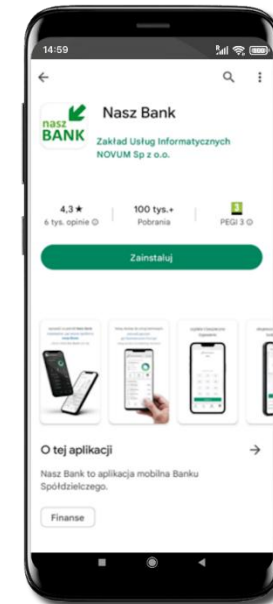 14:59
nasz
BANK
Nasz Bank
Zakład Usług Informatycznych
NOVUM Sp z o.o.
4,3 ★
6 tys. opinie
100 tys.+
Pobrania
3
PEGI 3
Zainstaluj
O tej aplikacji
Nasz Bank to aplikacja mobilna Banku
Spółdzielczego.
Finanse